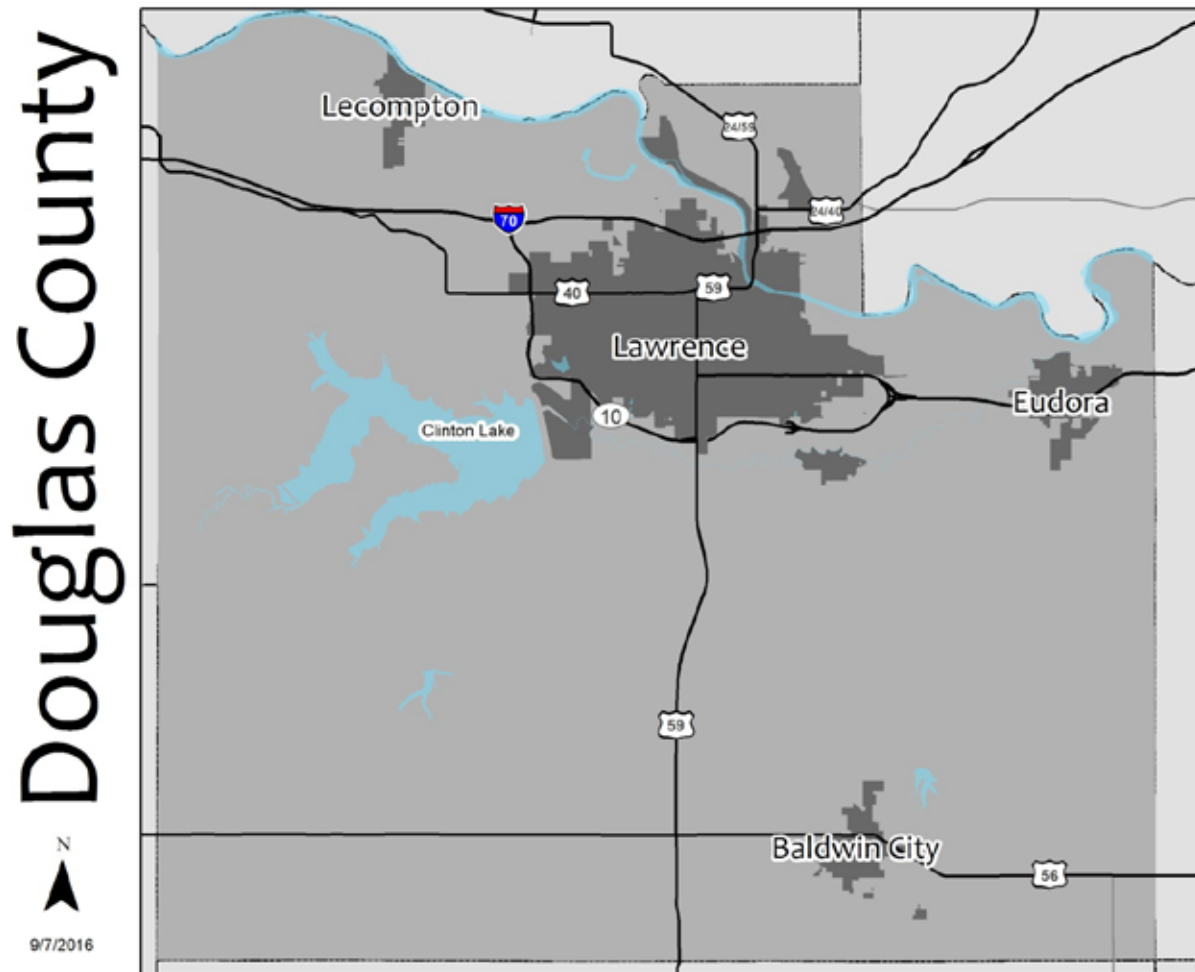 Douglas County
N
9/7/2016
Lecompton
24/59
70
24/40
40
59
Lawrence
Eudora
10
Clinton Lake
59
Baldwin City
56